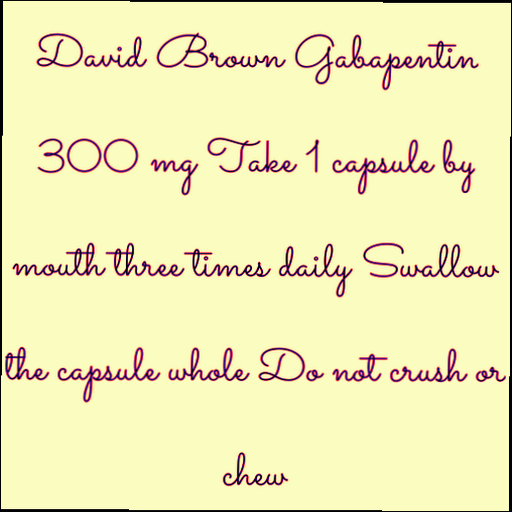 David Brown Gabapentin
300 mg Take 1 capsule by
mouth three times daily Swallow
the capsule whole Do not crush or
chew